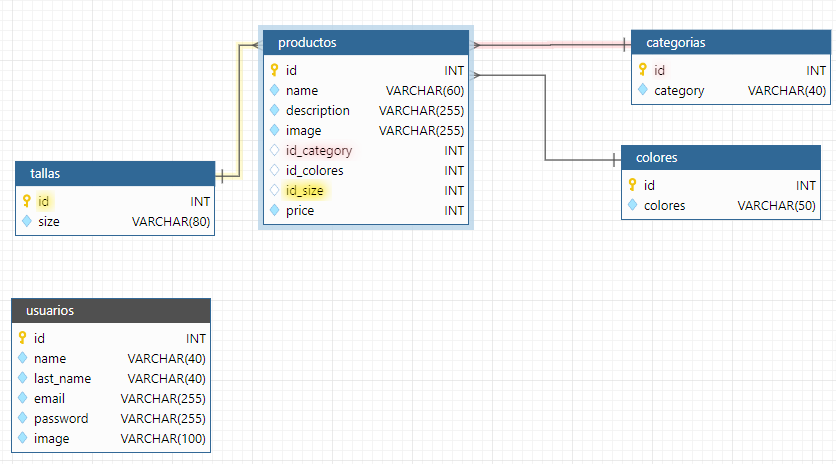 productos
id INT
name VARCHAR(60)
description VARCHAR(255)
image VARCHAR(255)
id_category INT
id_colores INT
id_size INT
price INT
categorias
id INT
category VARCHAR(40)
tallas
id INT
size VARCHAR(80)
colores
id INT
colores VARCHAR(50)
usuarios
id INT
name VARCHAR(40)
last_name VARCHAR(40)
email VARCHAR(255)
password VARCHAR(255)
image VARCHAR(100)